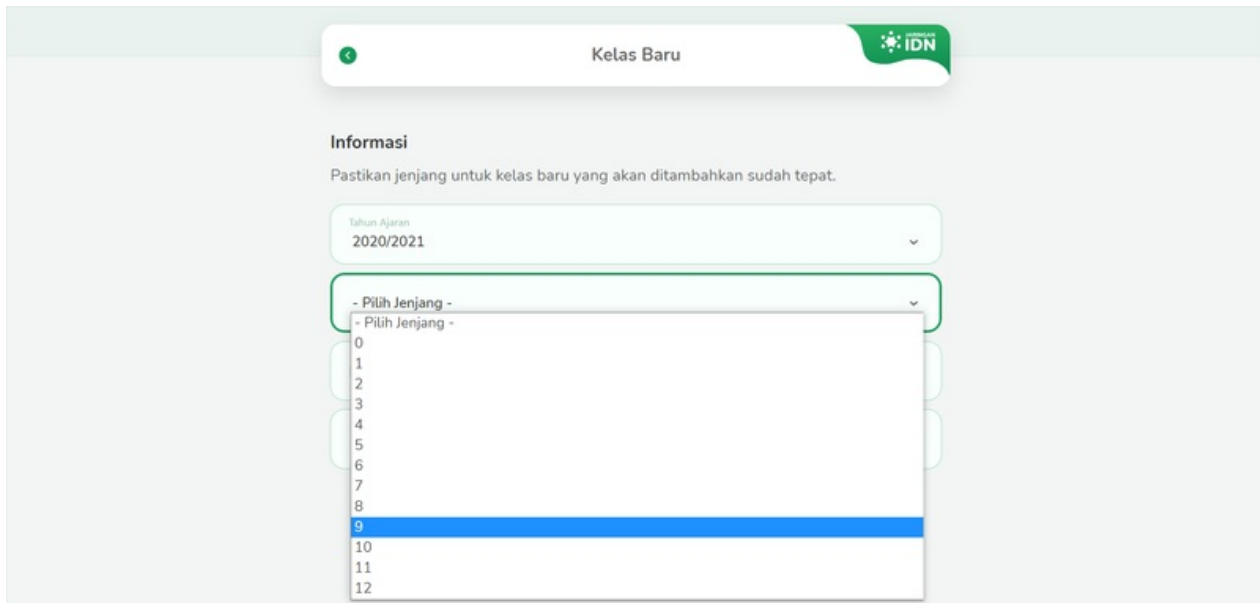 Kelas Baru
JARINGAN
IDN
Informasi
Pastikan jenjang untuk kelas baru yang akan ditambahkan sudah tepat.
Tahun Ajaran
2020/2021
- Pilih Jenjang -
- Pilih Jenjang -
0
1
2
3
4
5
6
7
8
9
10
11
12